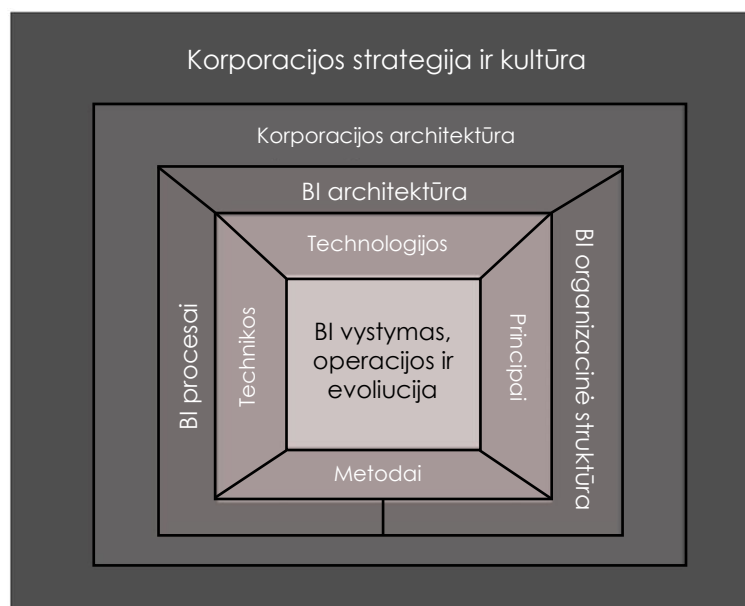 Korporacijos strategija ir kultūra
Korporacijos architektūra
BI architektūra
Technologijos
BI procesai
Technikos
BI vystymas,
operacijos ir
evoliucija
Principai
BI organizacinė struktūra
Metodai